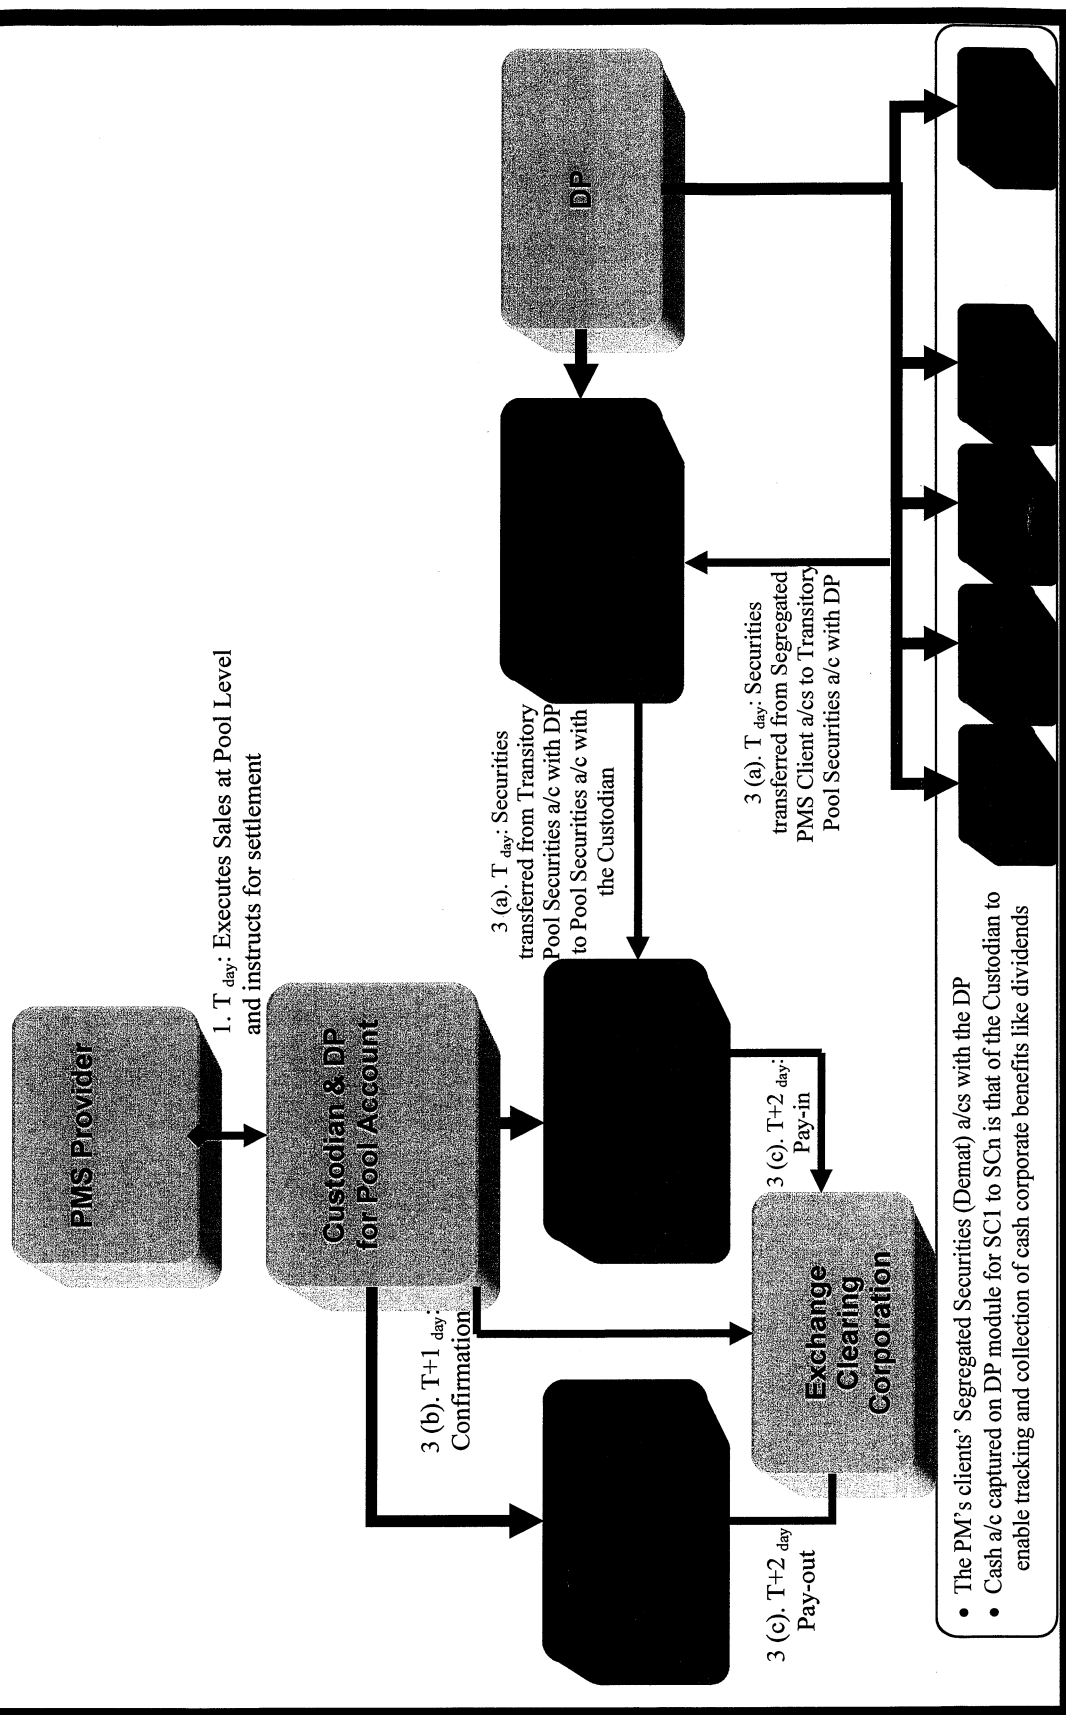 PMS Provider
1. T day: Executes Sales at Pool Level
and instructs for settlement
Custodian & DP
for Pool Account
3 (b). T+1 day:
Confirmation
3 (a). T day: Securities
transferred from Transitory
Pool Securities a/c with DP
to Pool Securities a/c with
the Custodian
DP
3 (a). T day: Securities
transferred from Segregated
PMS Client a/cs to Transitory
Pool Securities a/c with DP
3 (c). T+2 day:
Pay-in
3 (c). T+2 day
Pay-out
Exchange
Clearing
Corporation
• The PM's clients' Segregated Securities (Demat) a/cs with the DP
• Cash a/c captured on DP module for SC1 to SCn is that of the Custodian to
enable tracking and collection of cash corporate benefits like dividends